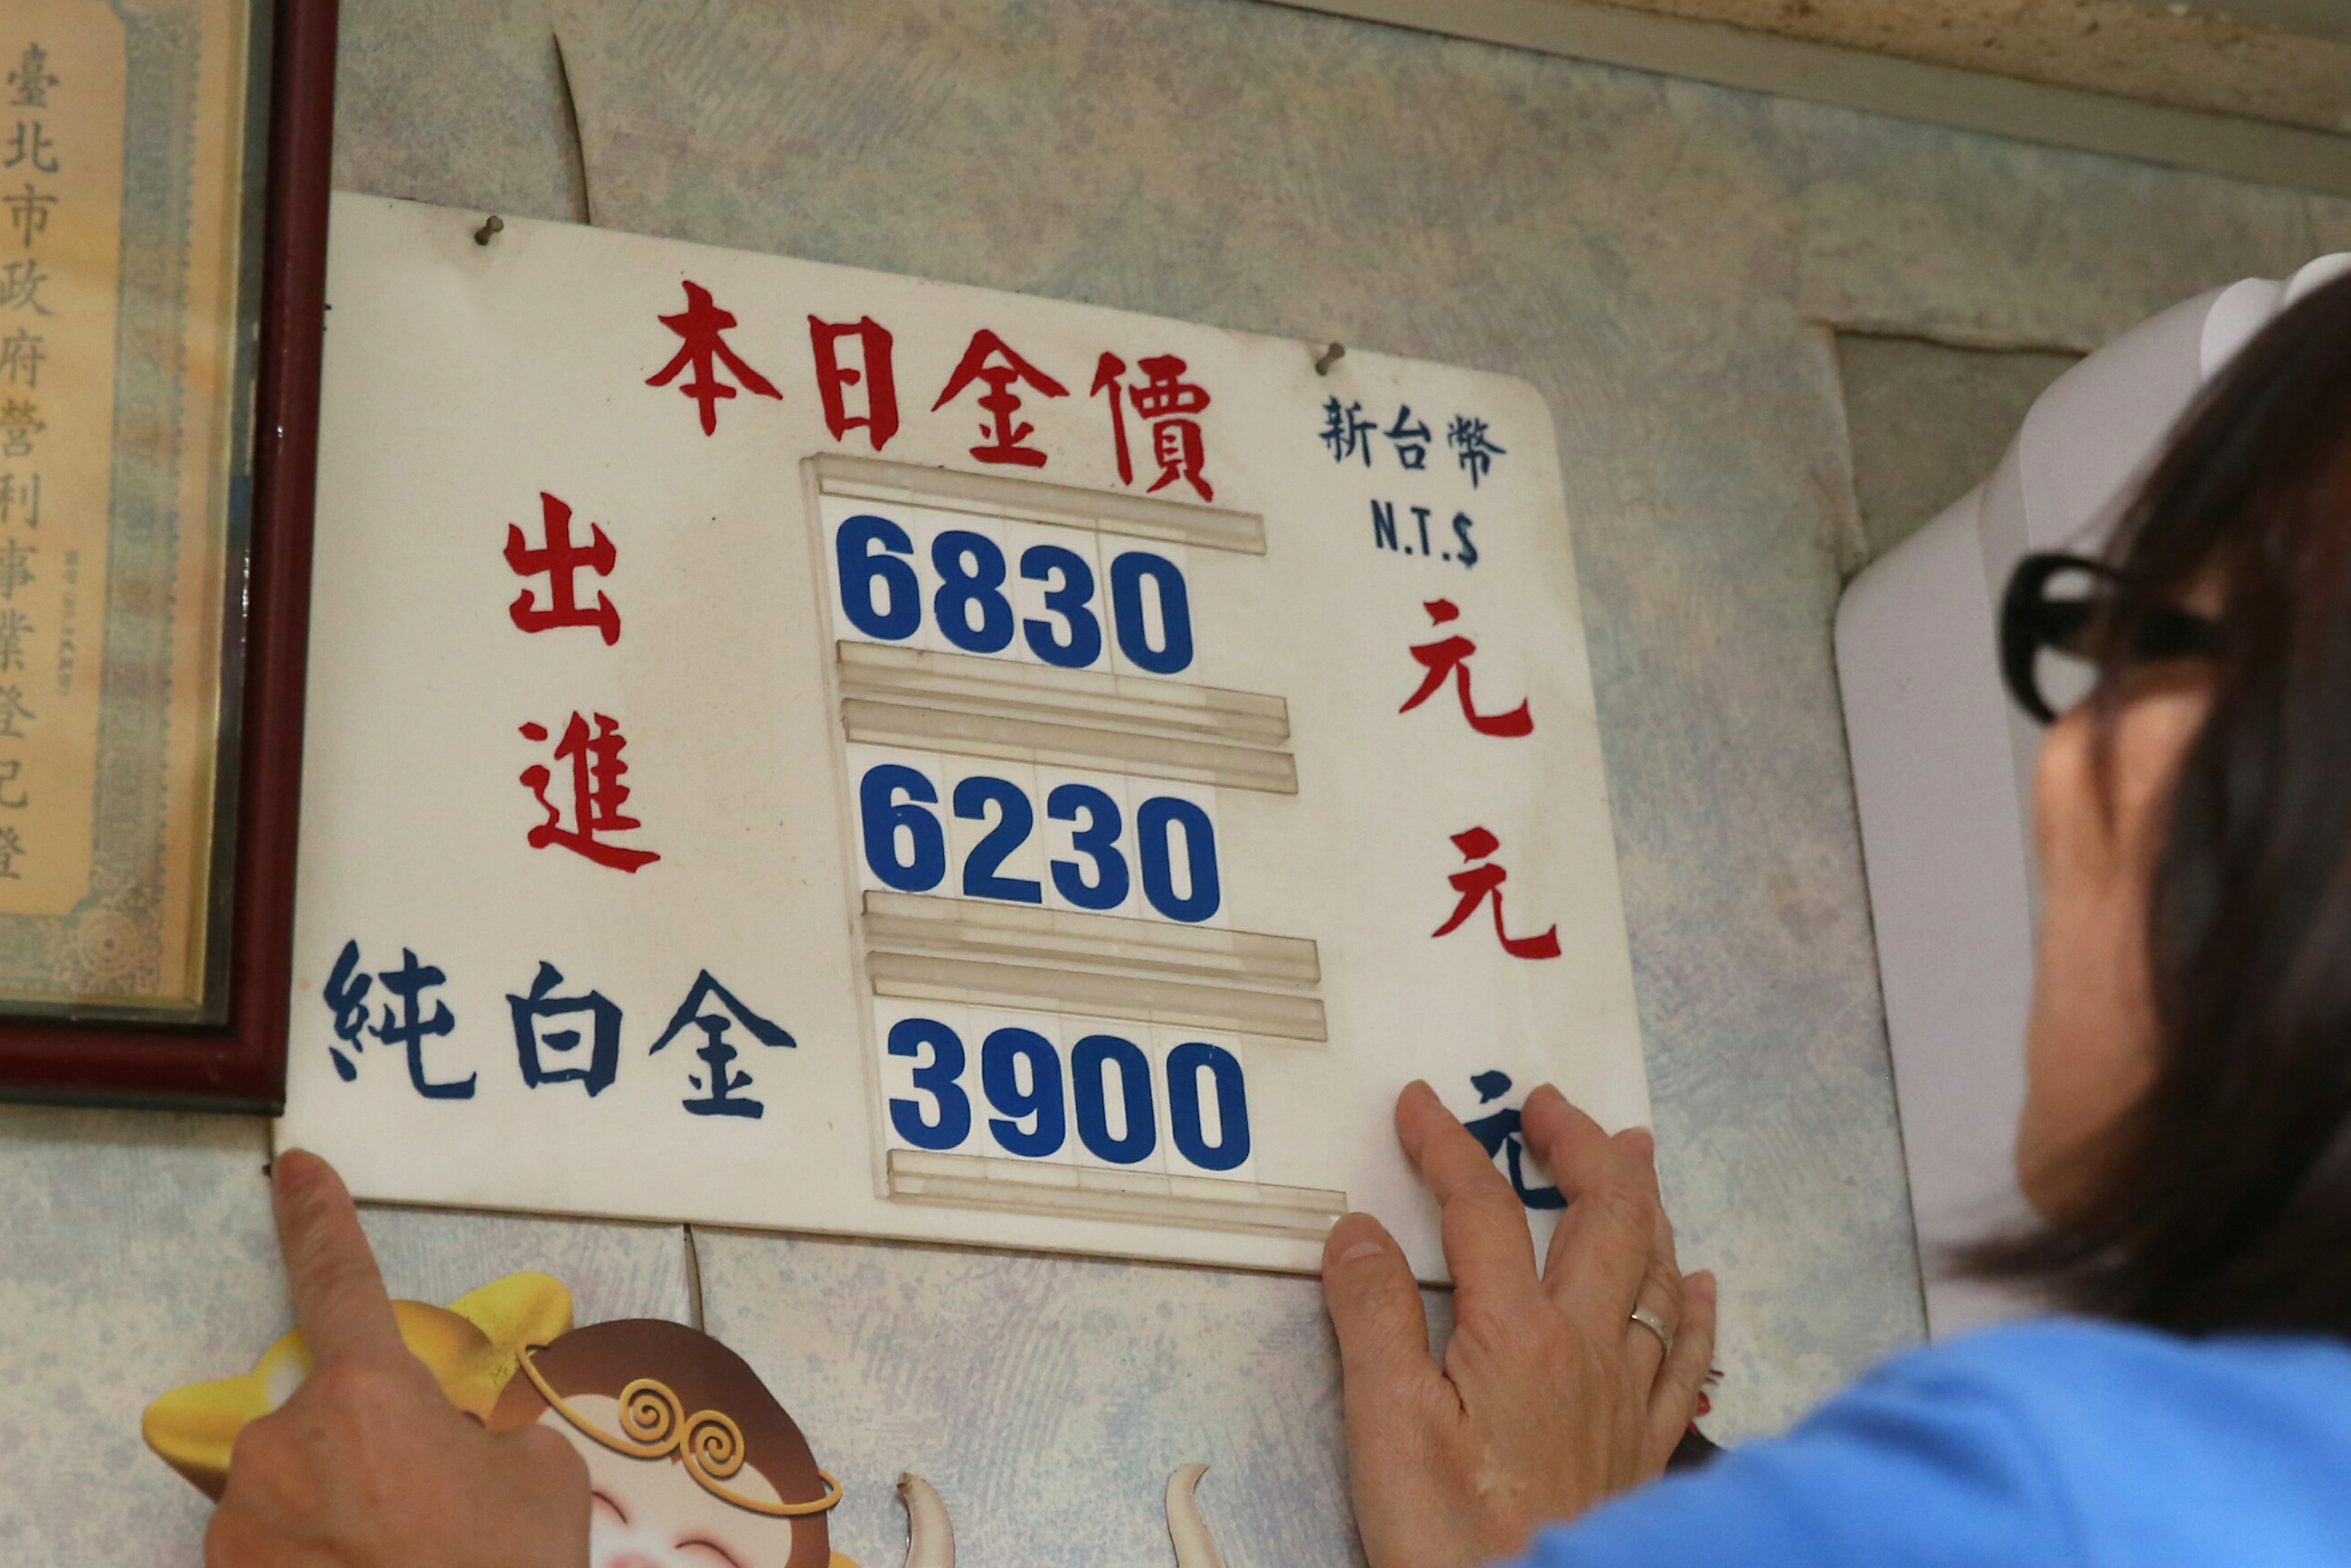 臺北市政府營利事業登記證
本日金價
新台幣
N.T.$
出 6830 元
進 6230 元
純白金 3900 元